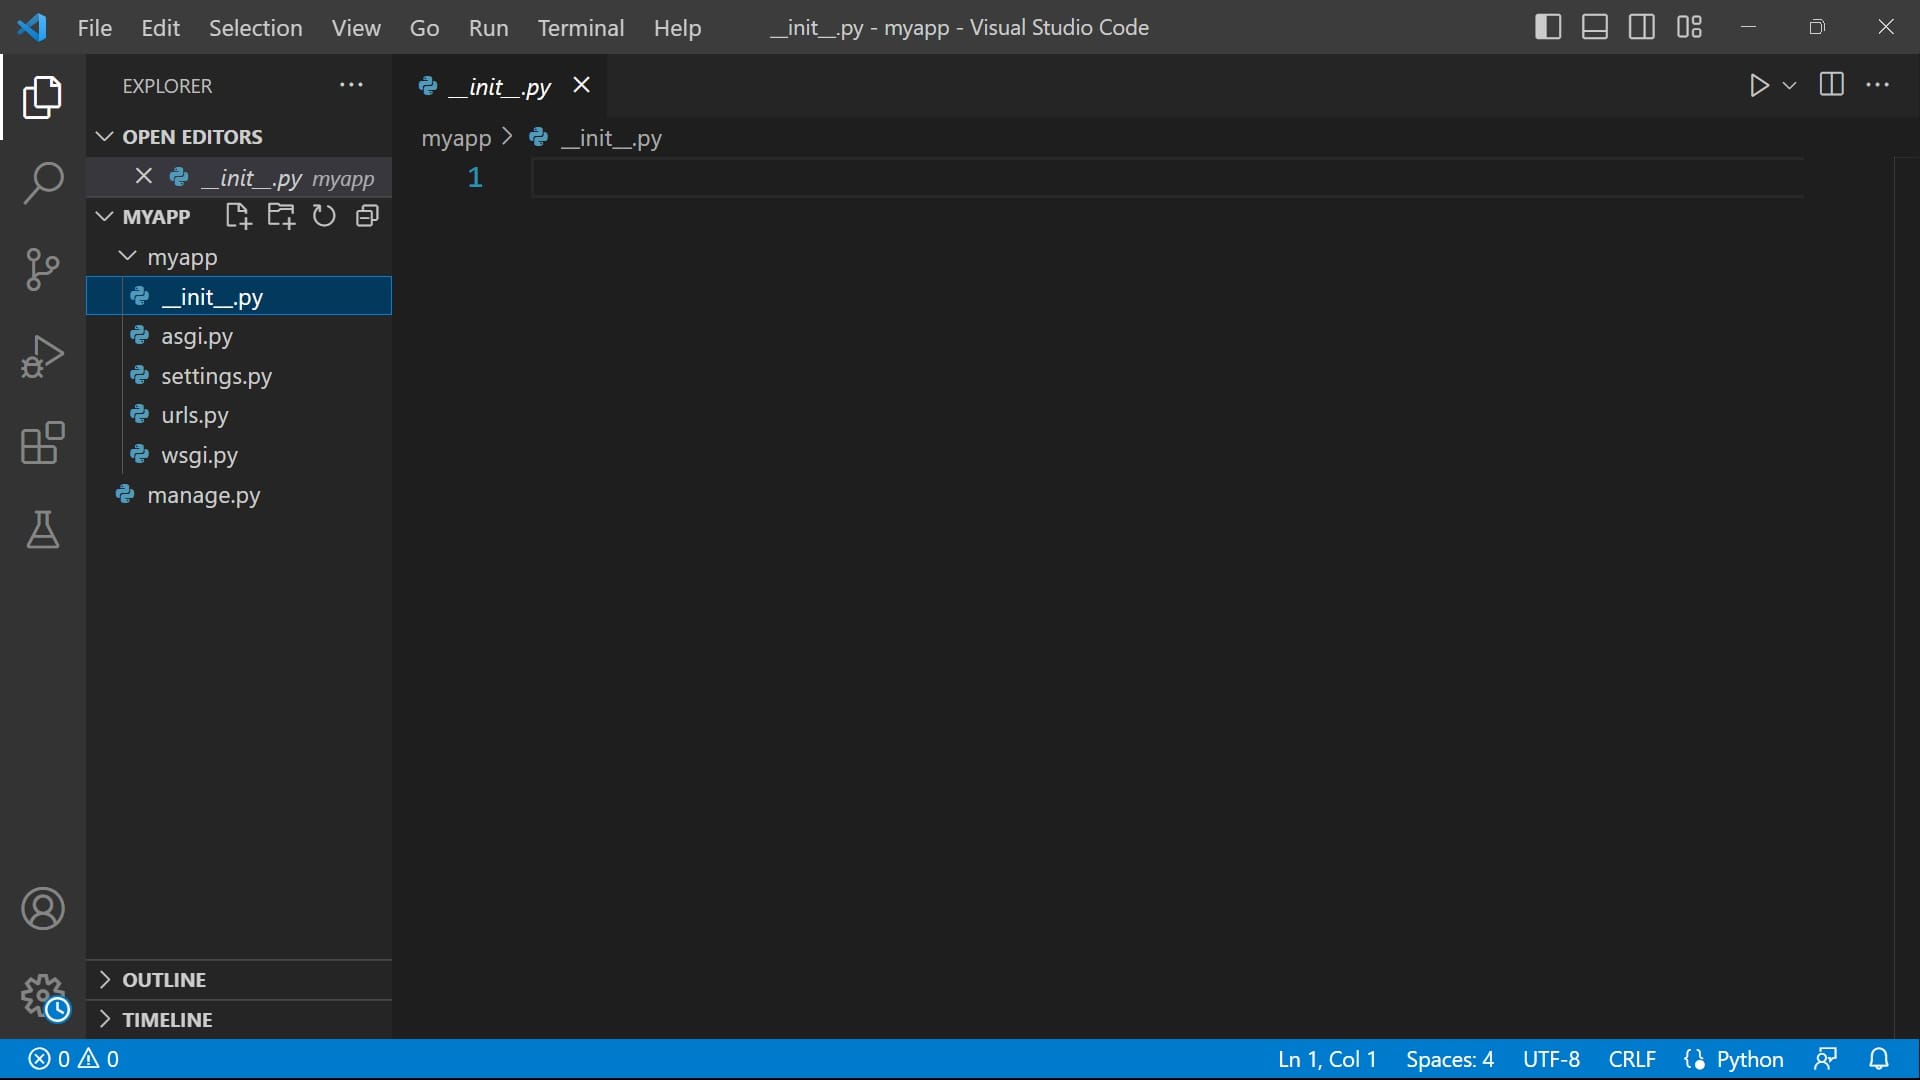 File Edit Selection View Go Run Terminal Help __init__.py - myapp - Visual Studio Code
EXPLORER
__init__.py
OPEN EDITORS
myapp > __init__.py
__init__.py myapp
1
MYAPP
myapp
__init__.py
asgi.py
settings.py
urls.py
wsgi.py
manage.py
OUTLINE
TIMELINE
0 0 Ln 1, Col 1 Spaces: 4 UTF-8 CRLF Python